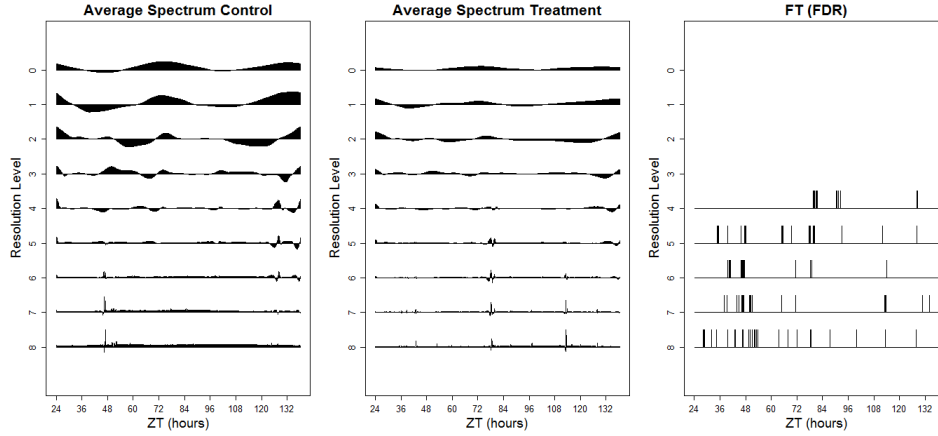 Average Spectrum Control
Resolution Level
0
1
2
3
4
5
6
7
8
24 36 48 60 72 84 96 108 120 132
ZT (hours)
Average Spectrum Treatment
Resolution Level
0
1
2
3
4
5
6
7
8
24 36 48 60 72 84 96 108 120 132
ZT (hours)
FT (FDR)
Resolution Level
0
1
2
3
4
5
6
7
8
24 36 48 60 72 84 96 108 120 132
ZT (hours)